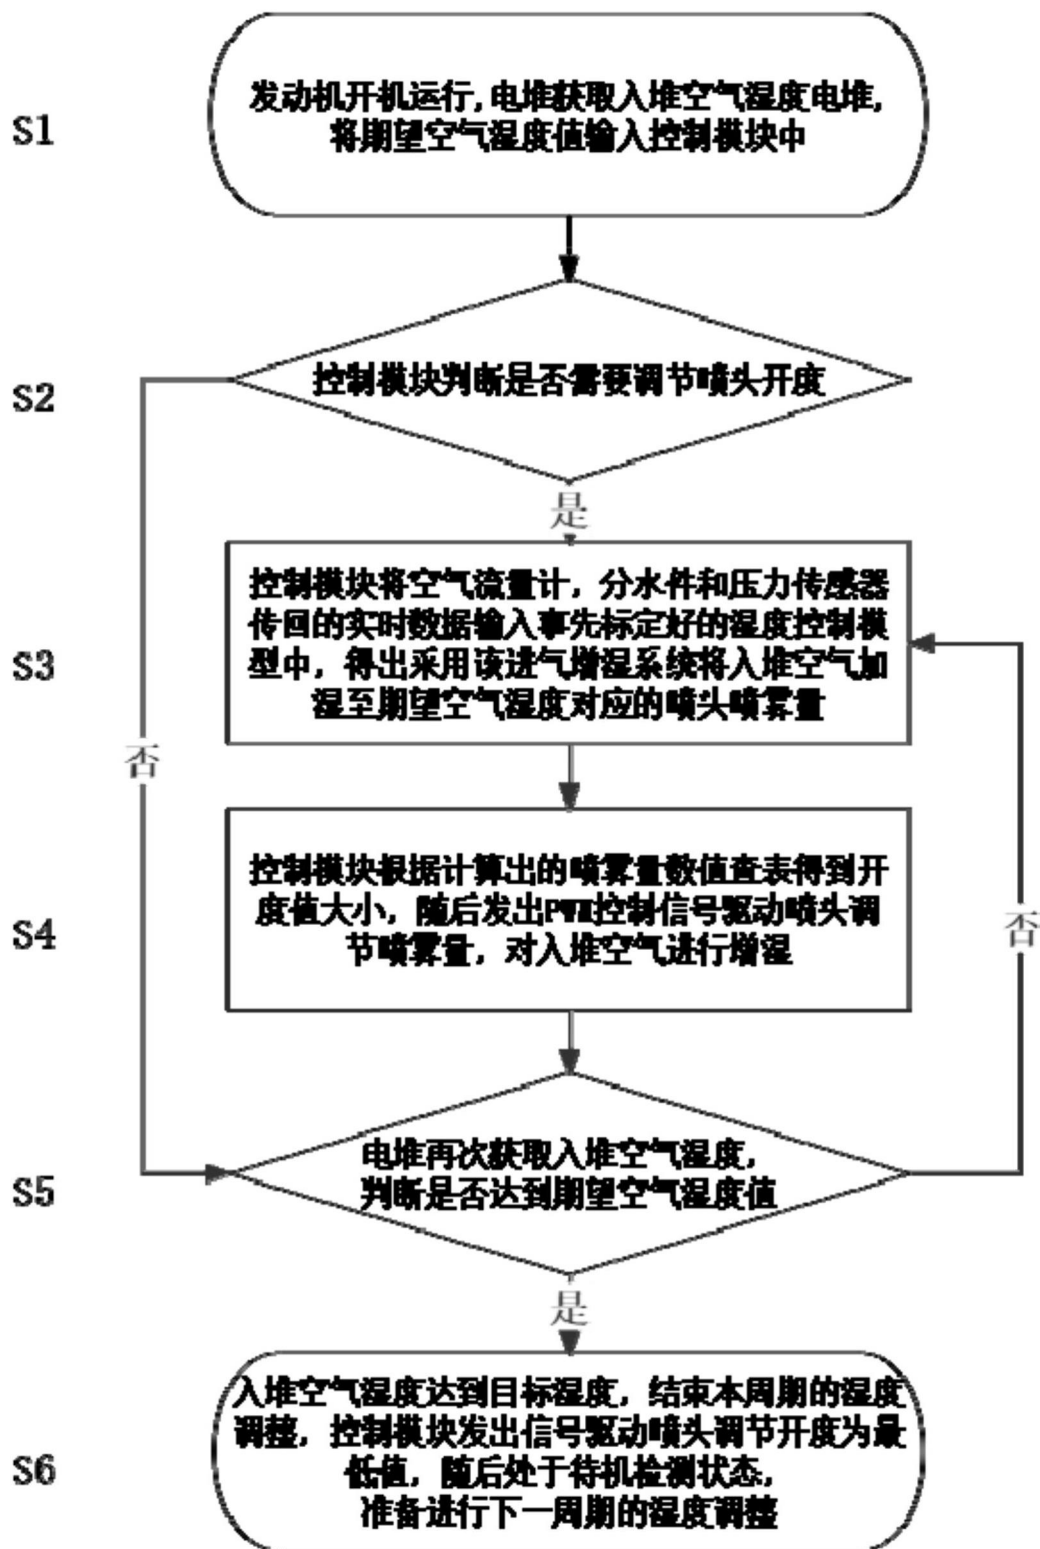 S1
发动机开机运行,电堆获取入堆空气湿度电堆,
将期望空气湿度值输入控制模块中
S2
控制模块判断是否需要调节喷头开度
是
否
S3
控制模块将空气流量计，分水件和压力传感器
传回的实时数据输入事先标定好的湿度控制模
型中，得出采用该进气增湿系统将入堆空气加
湿至期望空气湿度对应的喷头喷雾量
S4
控制模块根据计算出的喷雾量数值查表得到开
度值大小，随后发出PWM控制信号驱动喷头调
节喷雾量，对入堆空气进行增湿
否
S5
电堆再次获取入堆空气湿度，
判断是否达到期望空气湿度值
是
S6
入堆空气湿度达到目标湿度，结束本周期的湿度
调整，控制模块发出信号驱动喷头调节开度为最
低值，随后处于待机检测状态，
准备进行下一周期的湿度调整